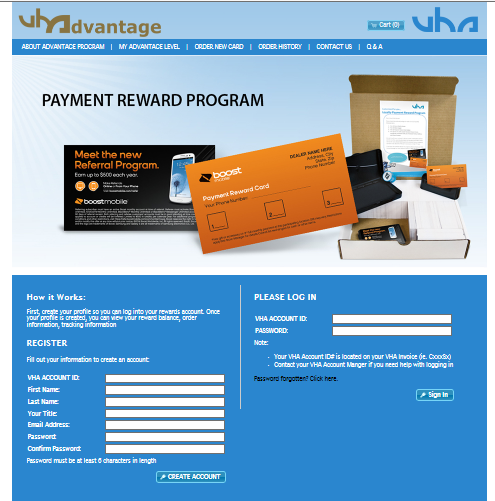 vha Advantage
Cart (0)
vha
ABOUT ADVANTAGE PROGRAM | MY ADVANTAGE LEVEL | ORDER NEW CARD | ORDER HISTORY | CONTACT US | Q & A
PAYMENT REWARD PROGRAM
Meet the new
Referral Program.
Earn up to $500 each year.
boostmobile
boost
DEALER NAME HERE
Address, City
State, Zip
Phone Number
Payment Reward Card
Your Phone Number
1
2
3
vha
How it Works:
First, create your profile so you can log into your rewards account. Once
your profile is created, you can view your reward balance, order
information, tracking information
REGISTER
Fill out your information to create an account:
VHA ACCOUNT ID:
First Name:
Last Name:
Your Title:
Email Address:
Password:
Confirm Password:
Password must be at least 6 characters in length
CREATE ACCOUNT
PLEASE LOG IN
VHA ACCOUNT ID:
PASSWORD:
Note:
- Your VHA Account ID# is located on your VHA Invoice (ie. Cxxx8x)
- Contact your VHA Account Manger if you need help with logging in
Password forgotten? Click here.
Sign In